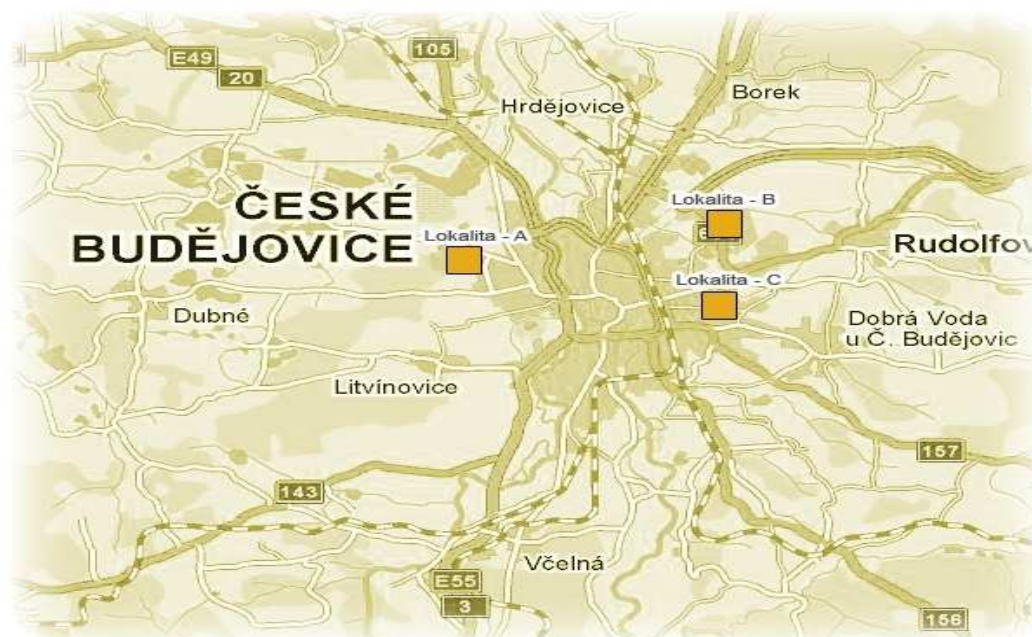 E49
20
105
Hrdějovice
Borek
ČESKÉ
BUDĚJOVICE
Lokalita - A
Lokalita - B
Rudolfov
Lokalita - C
Dubné
Dobrá Voda
u Č. Budějovic
Litvínovice
157
143
Včelná
E55
3
156